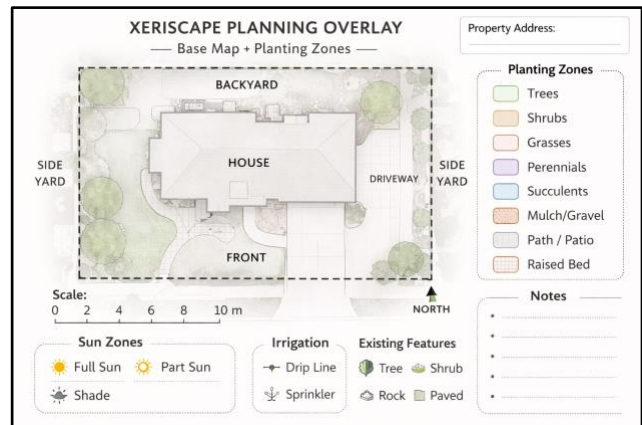 XERISCAPE PLANNING OVERLAY
Base Map + Planting Zones
Property Address:
BACKYARD
SIDE
YARD
HOUSE
DRIVEWAY
SIDE
YARD
FRONT
NORTH
Scale:
0 2 4 6 8 10 m
Planting Zones
Trees
Shrubs
Grasses
Perennials
Succulents
Mulch/Gravel
Path / Patio
Raised Bed
Sun Zones
Full Sun Part Sun
Shade
Irrigation
Drip Line
Sprinkler
Existing Features
Tree Shrub
Rock Paved
Notes